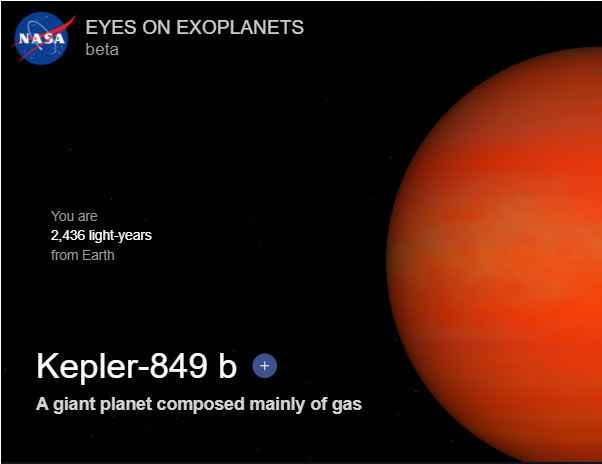 NASA
EYES ON EXOPLANETS
beta
You are
2,436 light-years
from Earth
Kepler-849 b +
A giant planet composed mainly of gas